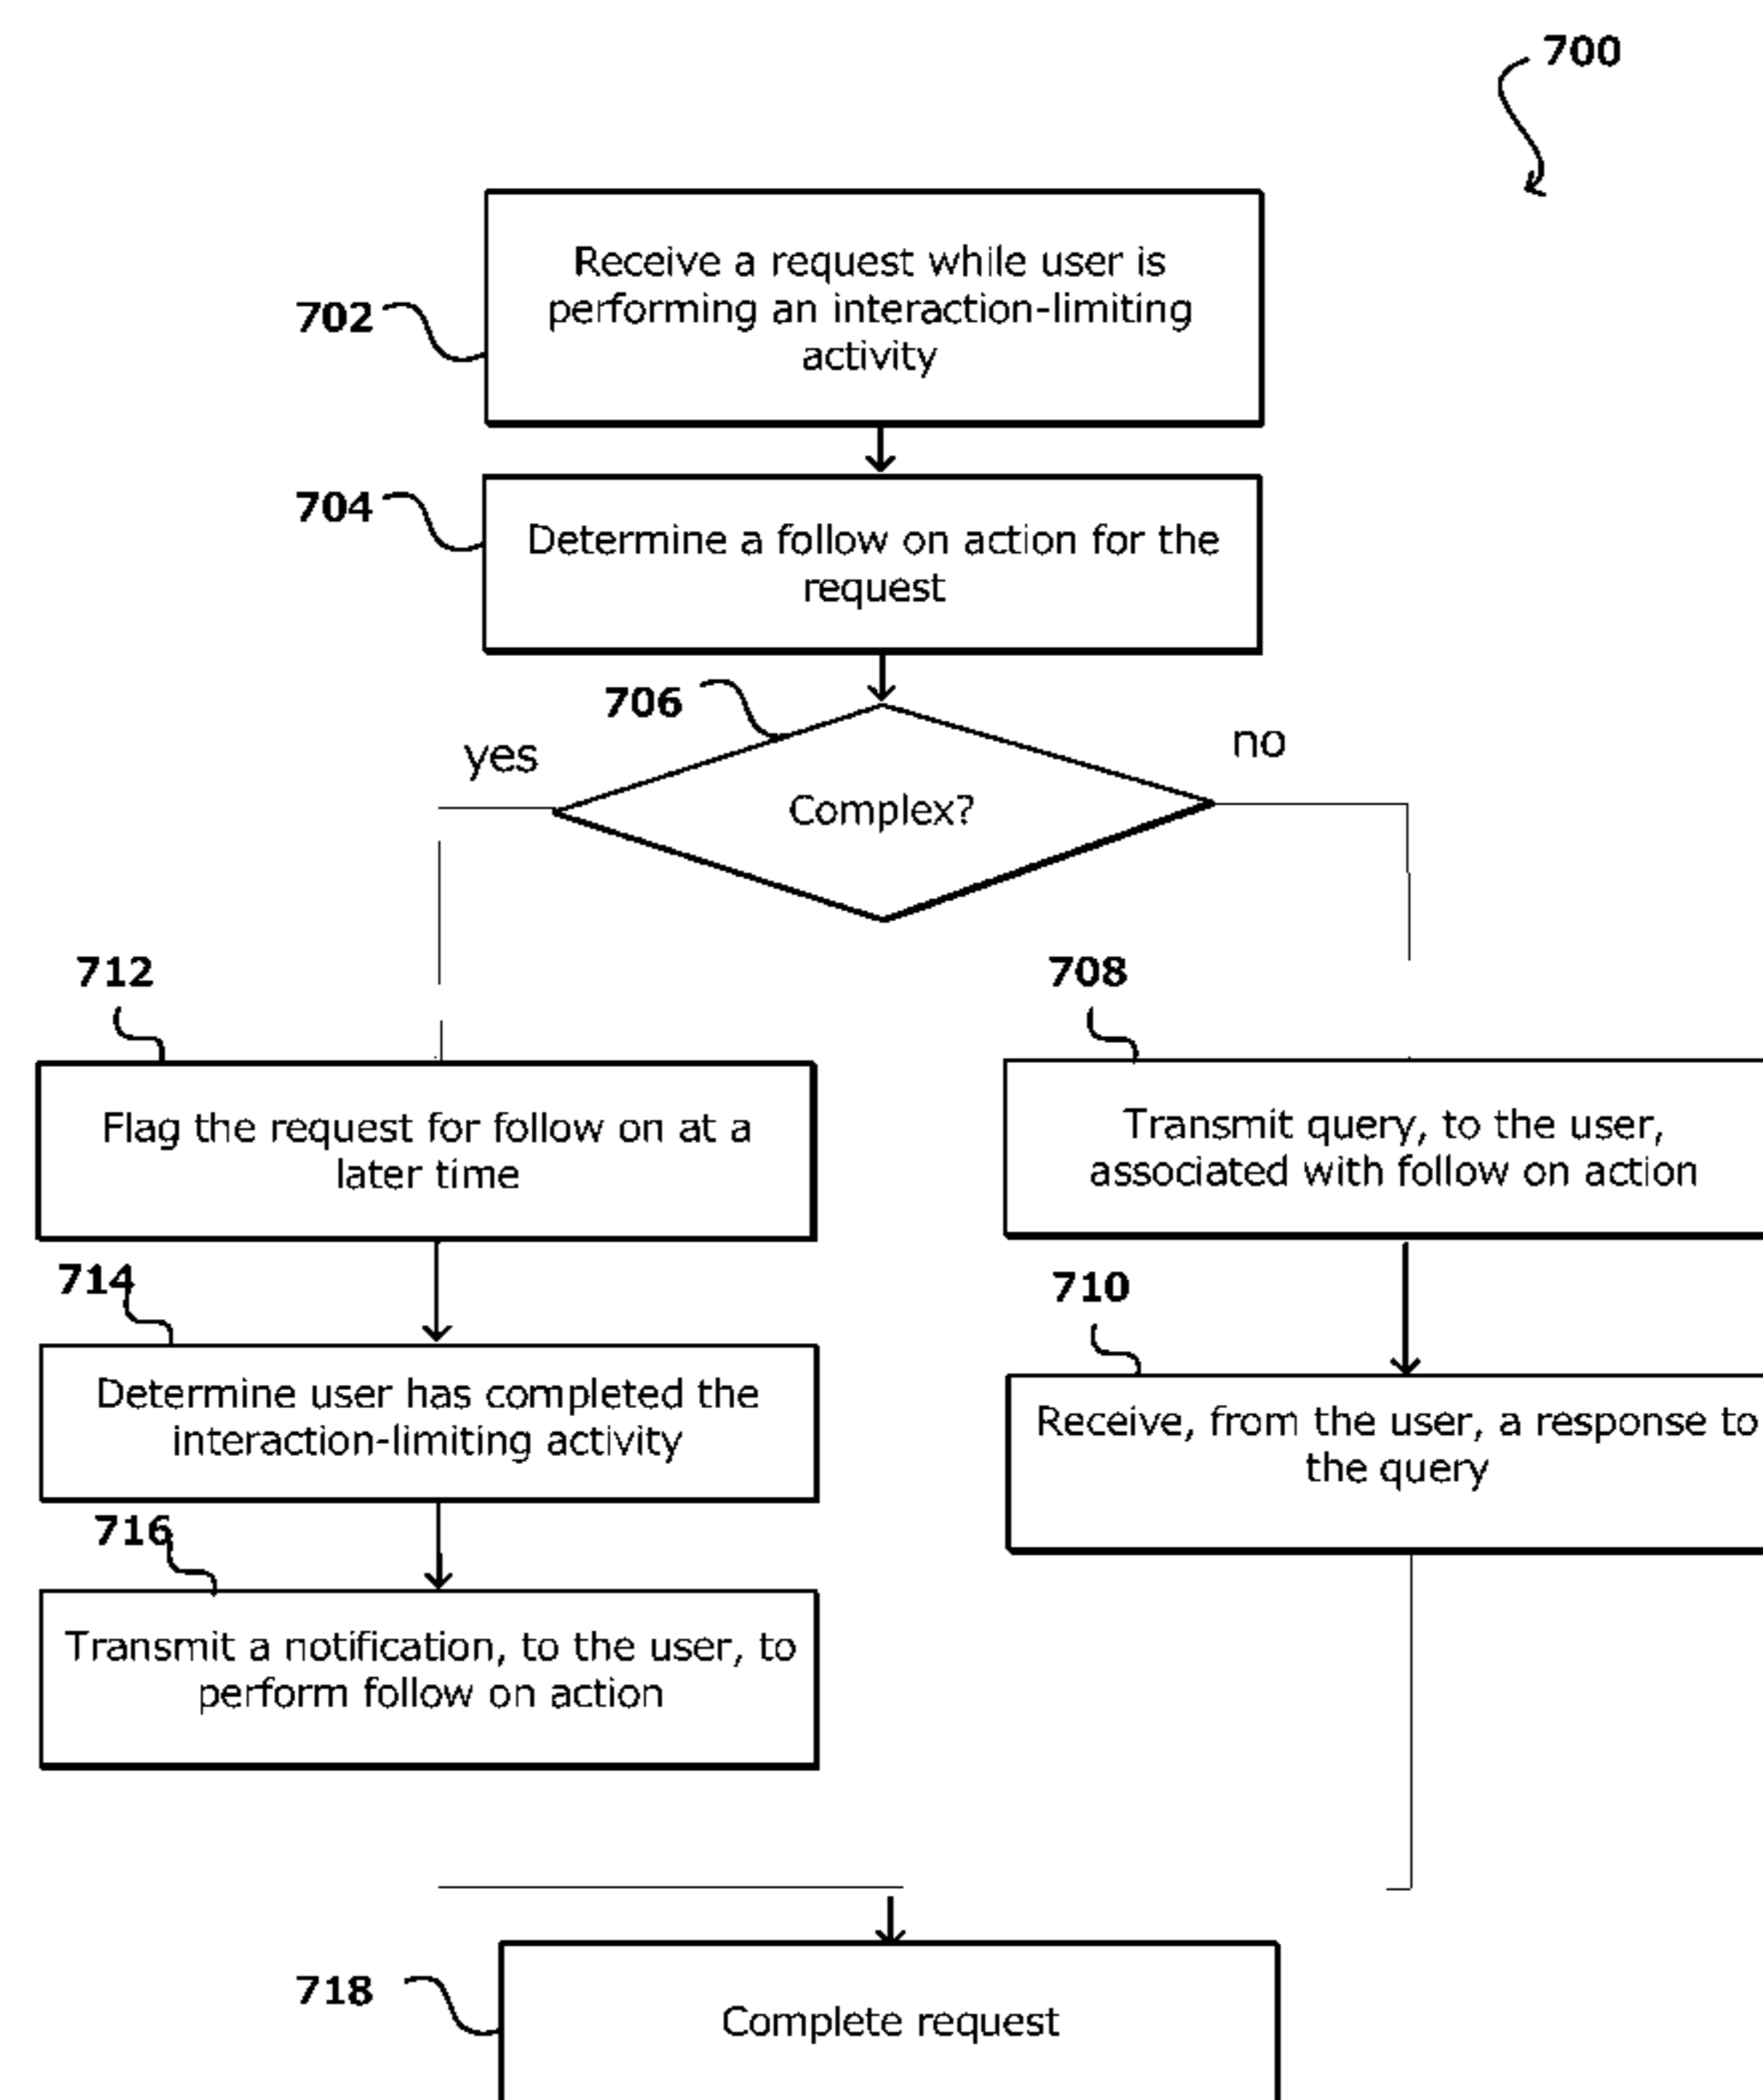 700
Receive a request while user is
performing an interaction-limiting
activity
702
704
Determine a follow on action for the
request
706
yes
no
Complex?
712
708
Flag the request for follow on at a
later time
Transmit query, to the user,
associated with follow on action
714
710
Determine user has completed the
interaction-limiting activity
Receive, from the user, a response to
the query
716
Transmit a notification, to the user, to
perform follow on action
718
Complete request